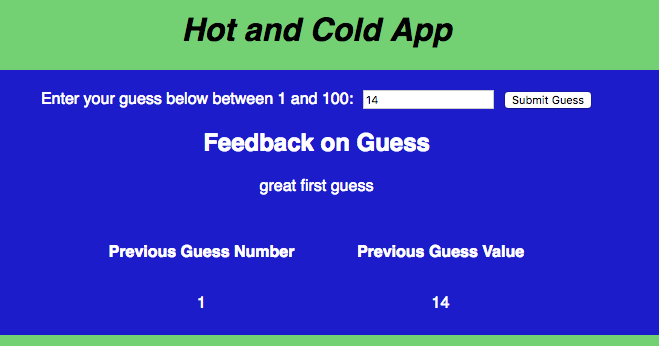 Hot and Cold App
Enter your guess below between 1 and 100: 14 Submit Guess
Feedback on Guess
great first guess
Previous Guess Number Previous Guess Value
1 14